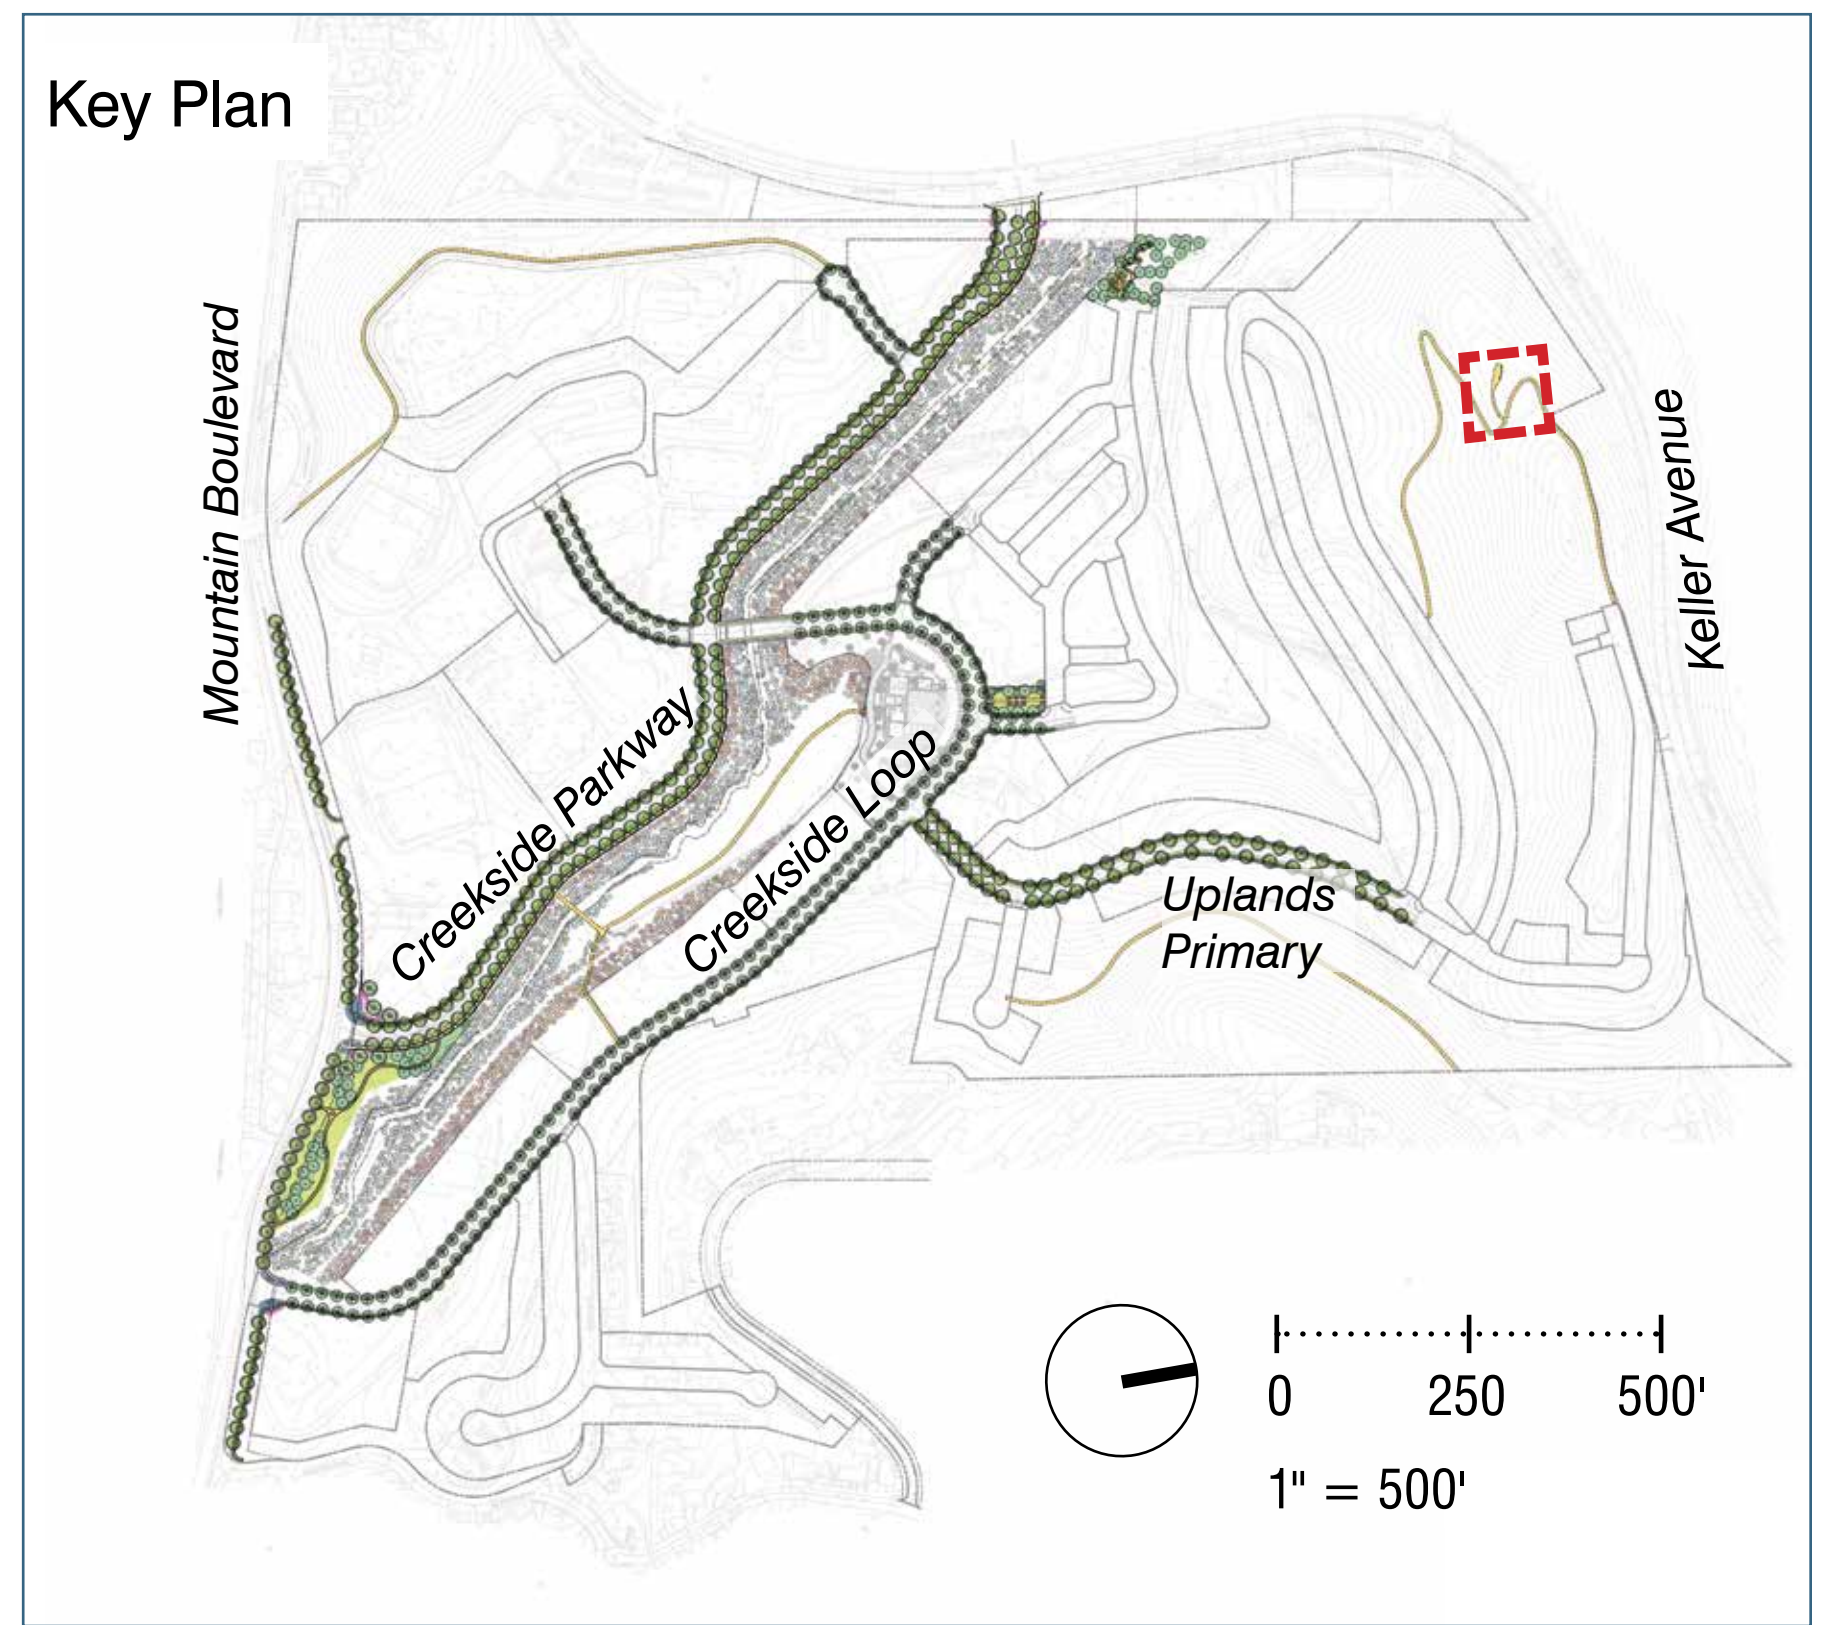 Key Plan
Mountain Boulevard
Keller Avenue
Creekside Parkway
Creekside Loop
Uplands
Primary
0 250 500'
1" = 500'